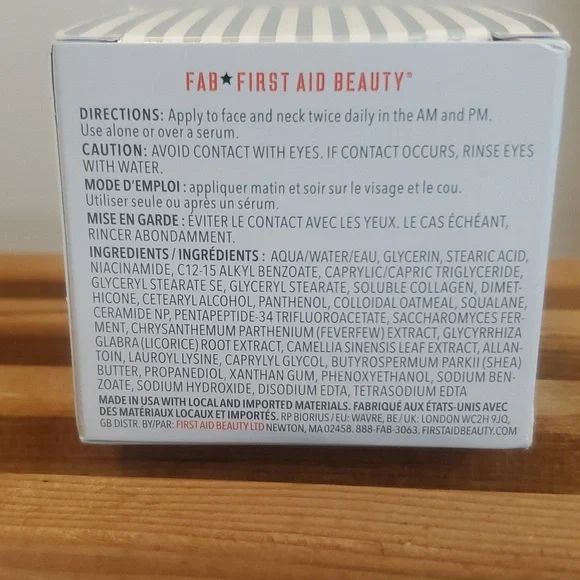 FAB★FIRST AID BEAUTY®
DIRECTIONS: Apply to face and neck twice daily in the AM and PM.
Use alone or over a serum.
CAUTION: AVOID CONTACT WITH EYES. IF CONTACT OCCURS, RINSE EYES
WITH WATER.
MODE D'EMPLOI : appliquer matin et soir sur le visage et le cou.
Utiliser seule ou après un sérum.
MISE EN GARDE : ÉVITER LE CONTACT AVEC LES YEUX. LE CAS ÉCHÉANT,
RINCER ABONDAMMENT.
INGREDIENTS / INGRÉDIENTS : AQUA/WATER/EAU, GLYCERIN, STEARIC ACID,
NIACINAMIDE, C12-15 ALKYL BENZOATE, CAPRYLIC/CAPRIC TRIGLYCERIDE,
GLYCERYL STEARATE SE, GLYCERYL STEARATE, SOLUBLE COLLAGEN, DIMET-
HICONE, CETEARYL ALCOHOL, PANTHENOL, COLLOIDAL OATMEAL, SQUALANE,
CERAMIDE NP, PENTAPEPTIDE-34 TRIFLUOROACETATE, SACCHAROMYCES FER-
MENT, CHRYSANTHEMUM PARTHENIUM (FEVERFEW) EXTRACT, GLYCYRRHIZA
GLABRA (LICORICE) ROOT EXTRACT, CAMELLIA SINENSIS LEAF EXTRACT, ALLAN-
TOIN, LAUROYL LYSINE, CAPRYLYL GLYCOL, BUTYROSPERMUM PARKII (SHEA)
BUTTER, PROPANEDIOL, XANTHAN GUM, PHENOXYETHANOL, SODIUM BEN-
ZOATE, SODIUM HYDROXIDE, DISODIUM EDTA, TETRASODIUM EDTA
MADE IN USA WITH LOCAL AND IMPORTED MATERIALS. FABRIQUÉ AUX ÉTATS-UNIS AVEC
DES MATÉRIAUX LOCAUX ET IMPORTÉS. RP BIORIUS / EU: WAVRE, BE / UK: LONDON WC2H 9JQ,
GB DISTR. BY/PAR: FIRST AID BEAUTY LTD NEWTON, MA 02458. 888-FAB-3063. FIRSTAIDBEAUTY.COM